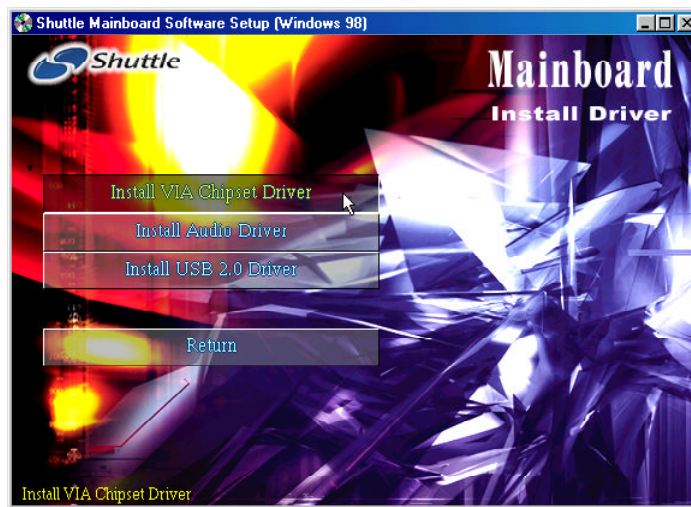 Shuttle Mainboard Software Setup (Windows 98)
Shuttle
Mainboard
Install Driver
Install VIA Chipset Driver
Install Audio Driver
Install USB 2.0 Driver
Return
Install VIA Chipset Driver